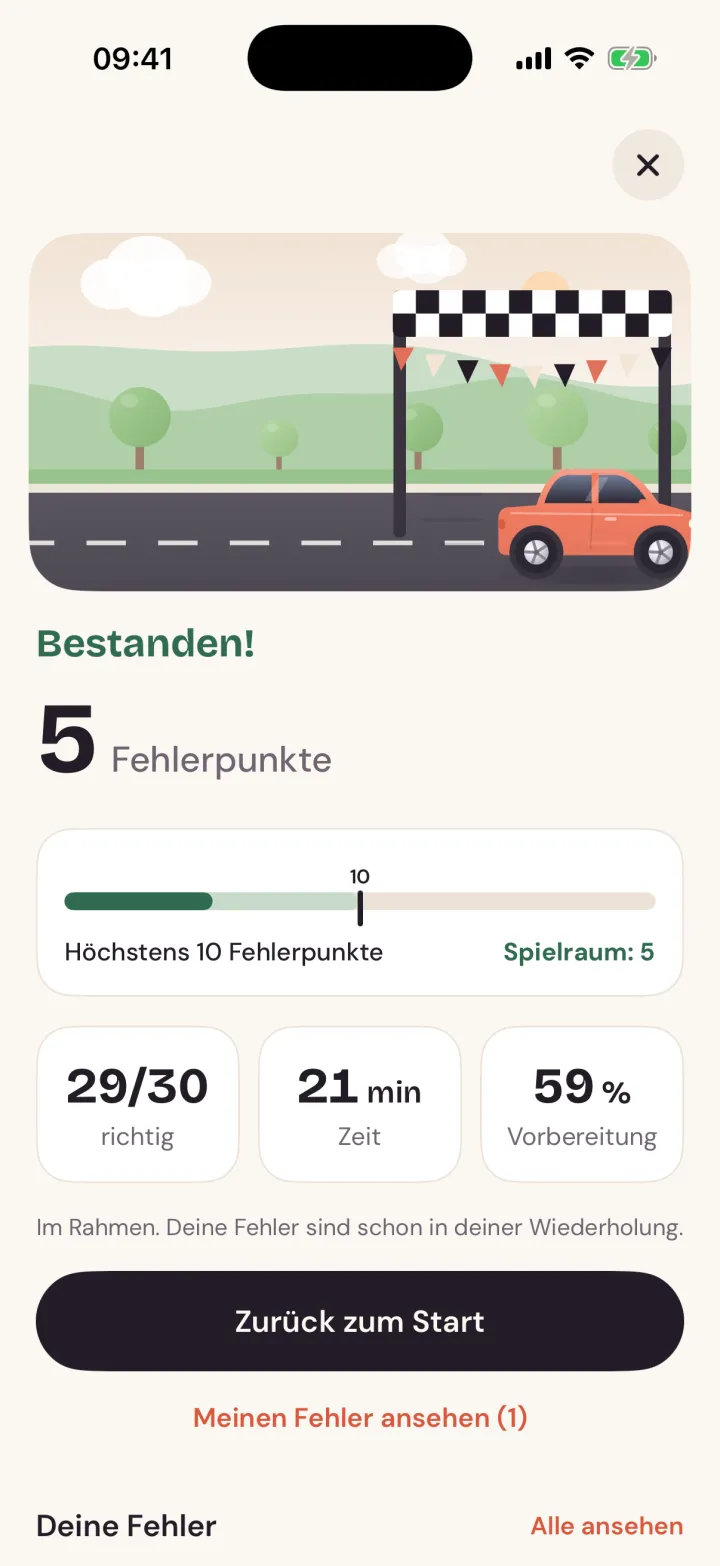 09:41
Bestanden!
5 Fehlerpunkte
10
Höchstens 10 Fehlerpunkte
Spielraum: 5
29/30
richtig
21 min
Zeit
59 %
Vorbereitung
Im Rahmen. Deine Fehler sind schon in deiner Wiederholung.
Zurück zum Start
Meinen Fehler ansehen (1)
Deine Fehler
Alle ansehen